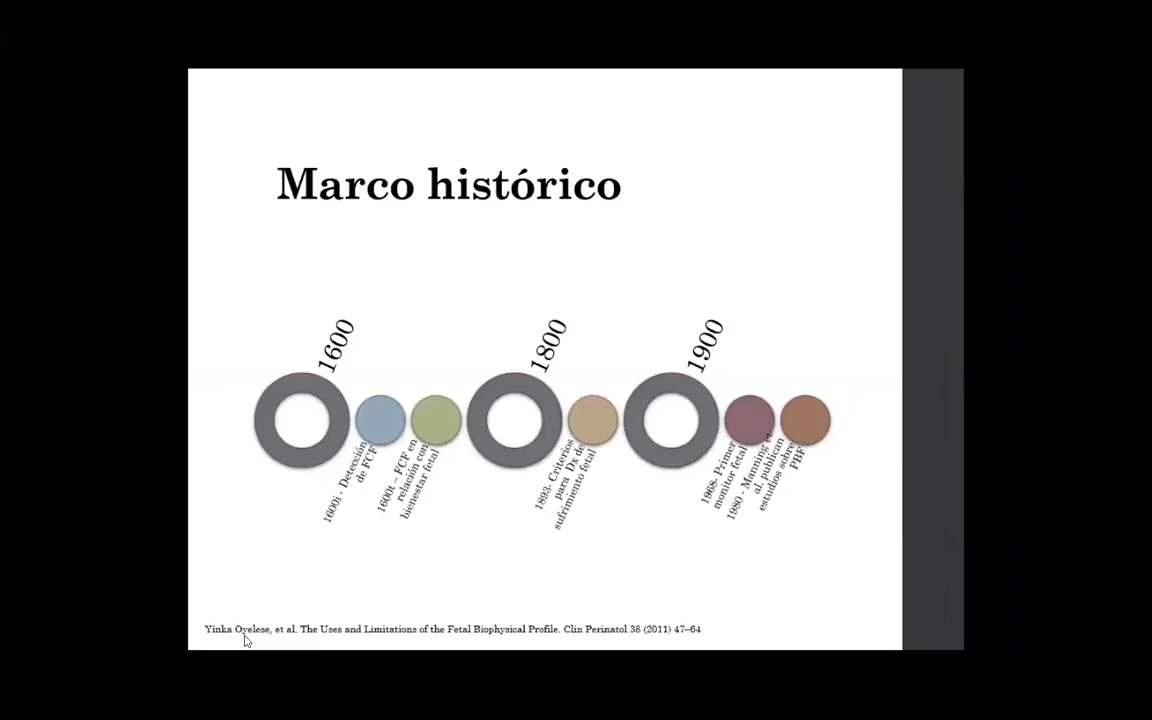 Marco histórico
1600
1600i - Detección
de FCF
1600t – FCF en
relación con
bienestar fetal
1800
1893- Criterios
para Dx de
sufrimiento fetal
1900
1968- Primer
monitor fetal
1980 - Manning et
al. publican
estudios sobre
PBF
Yinka Oyelese, et al. The Uses and Limitations of the Fetal Biophysical Profile. Clin Perinatol 38 (2011) 47–64